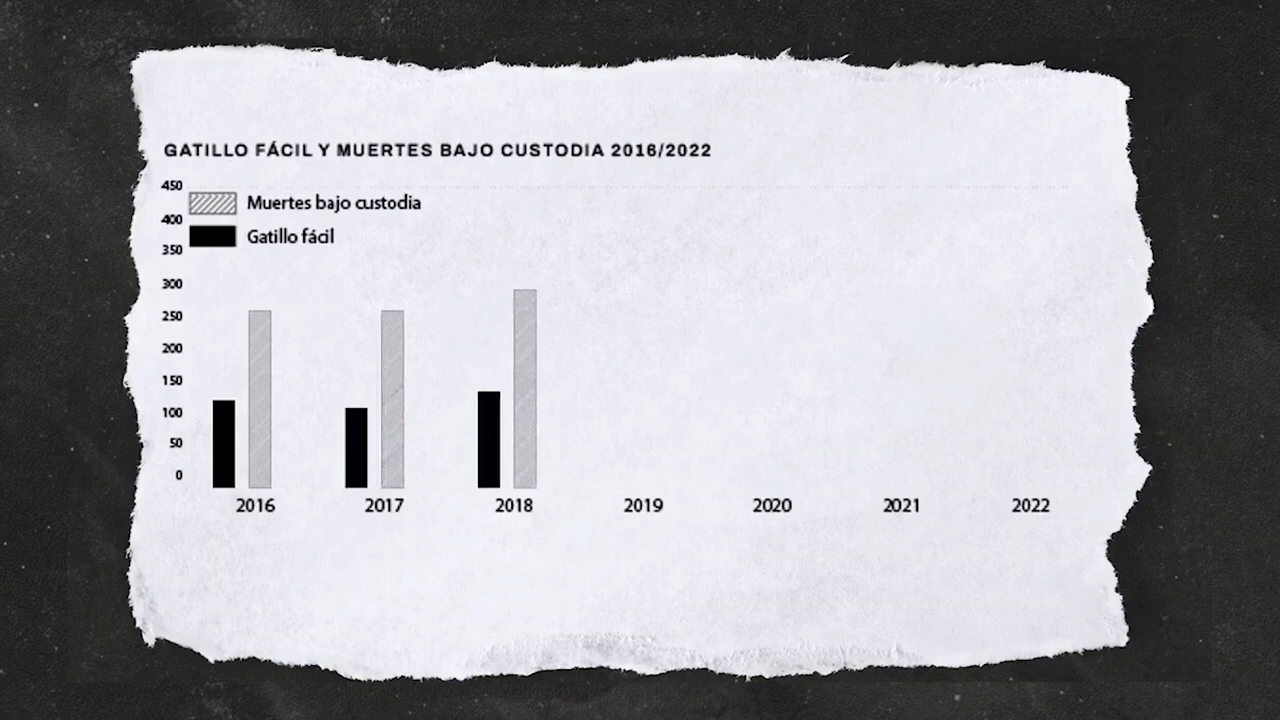 GATILLO FÁCIL Y MUERTES BAJO CUSTODIA 2016/2022
450
Muertes bajo custodia
400
Gatillo fácil
350
300
250
200
150
100
50
0
2016 2017 2018 2019 2020 2021 2022